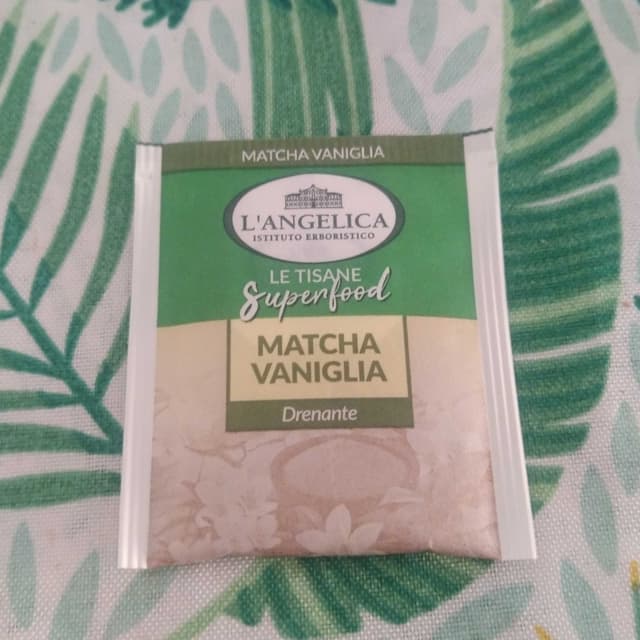 MATCHA VANIGLIA
L'ANGELICA
ISTITUTO ERBORISTICO
LE TISANE
Superfood
MATCHA
VANIGLIA
Drenante